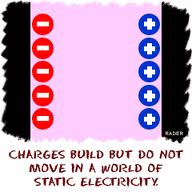 RADER
CHARGES BUILD BUT DO NOT
MOVE IN A WORLD OF
STATIC ELECTRICITY.